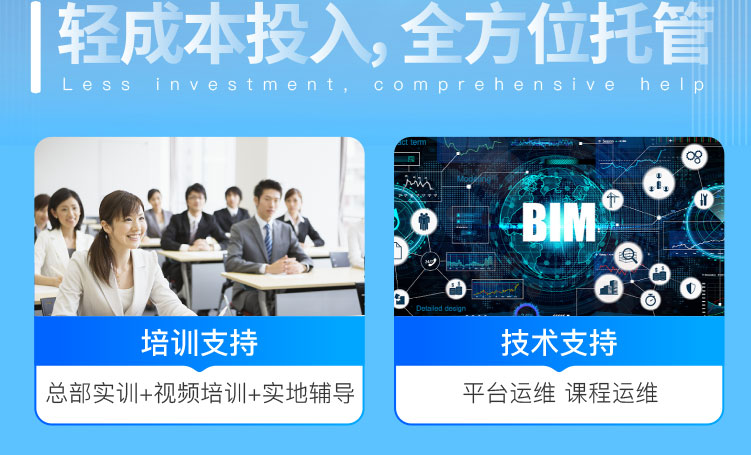 轻成本投入,全方位托管
Less investment, comprehensive help
BIM
Detailed design
培训支持
技术支持
总部实训+视频培训+实地辅导
平台运维 课程运维